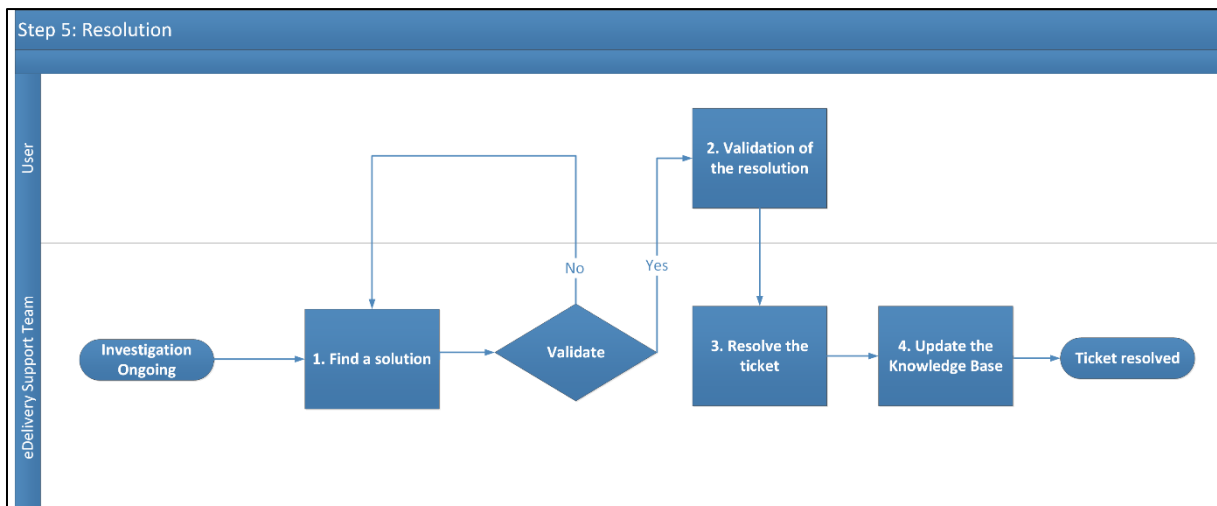 Step 5: Resolution
User
2. Validation of
the resolution
No
Yes
eDelivery Support Team
Investigation
Ongoing
1. Find a solution
Validate
3. Resolve the
ticket
4. Update the
Knowledge Base
Ticket resolved